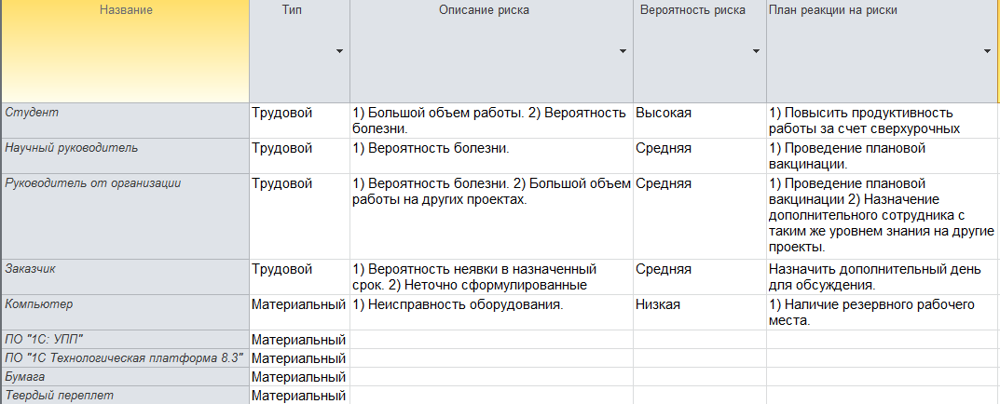 Название Тип Описание риска Вероятность риска План реакции на риски
Студент Трудовой 1) Большой объем работы. 2) Вероятность Высокая 1) Повысить продуктивность
болезни. работы за счет сверхурочных
Научный руководитель Трудовой 1) Вероятность болезни. Средняя 1) Проведение плановой
вакцинации.
Руководитель от организации Трудовой 1) Вероятность болезни. 2) Большой объем Средняя 1) Проведение плановой
работы на других проектах. вакцинации 2) Назначение
дополнительного сотрудника с
таким же уровнем знания на другие
проекты.
Заказчик Трудовой 1) Вероятность неявки в назначенный Средняя Назначить дополнительный день
срок. 2) Неточно сформулированные для обсуждения.
Компьютер Материальный 1) Неисправность оборудования. Низкая 1) Наличие резервного рабочего
места.
ПО "1С: УПП" Материальный
ПО "1С Технологическая платформа 8.3" Материальный
Бумага Материальный
Твердый переплет Материальный